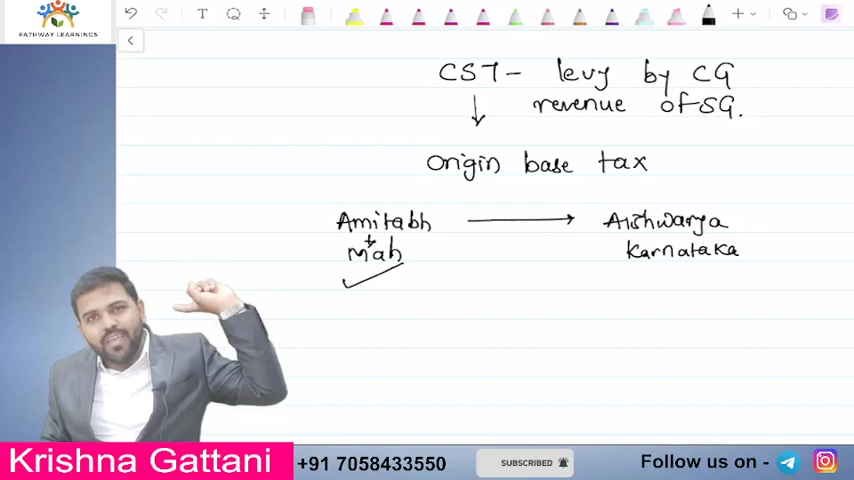 PATHWAY LEARNINGS
T
CST - levy by CG
revenue of SG.
Origin base tax
Amitabh
Aishwarya
Mah
Karnataka
Krishna Gattani
+91 7058433550
SUBSCRIBED
Follow us on -